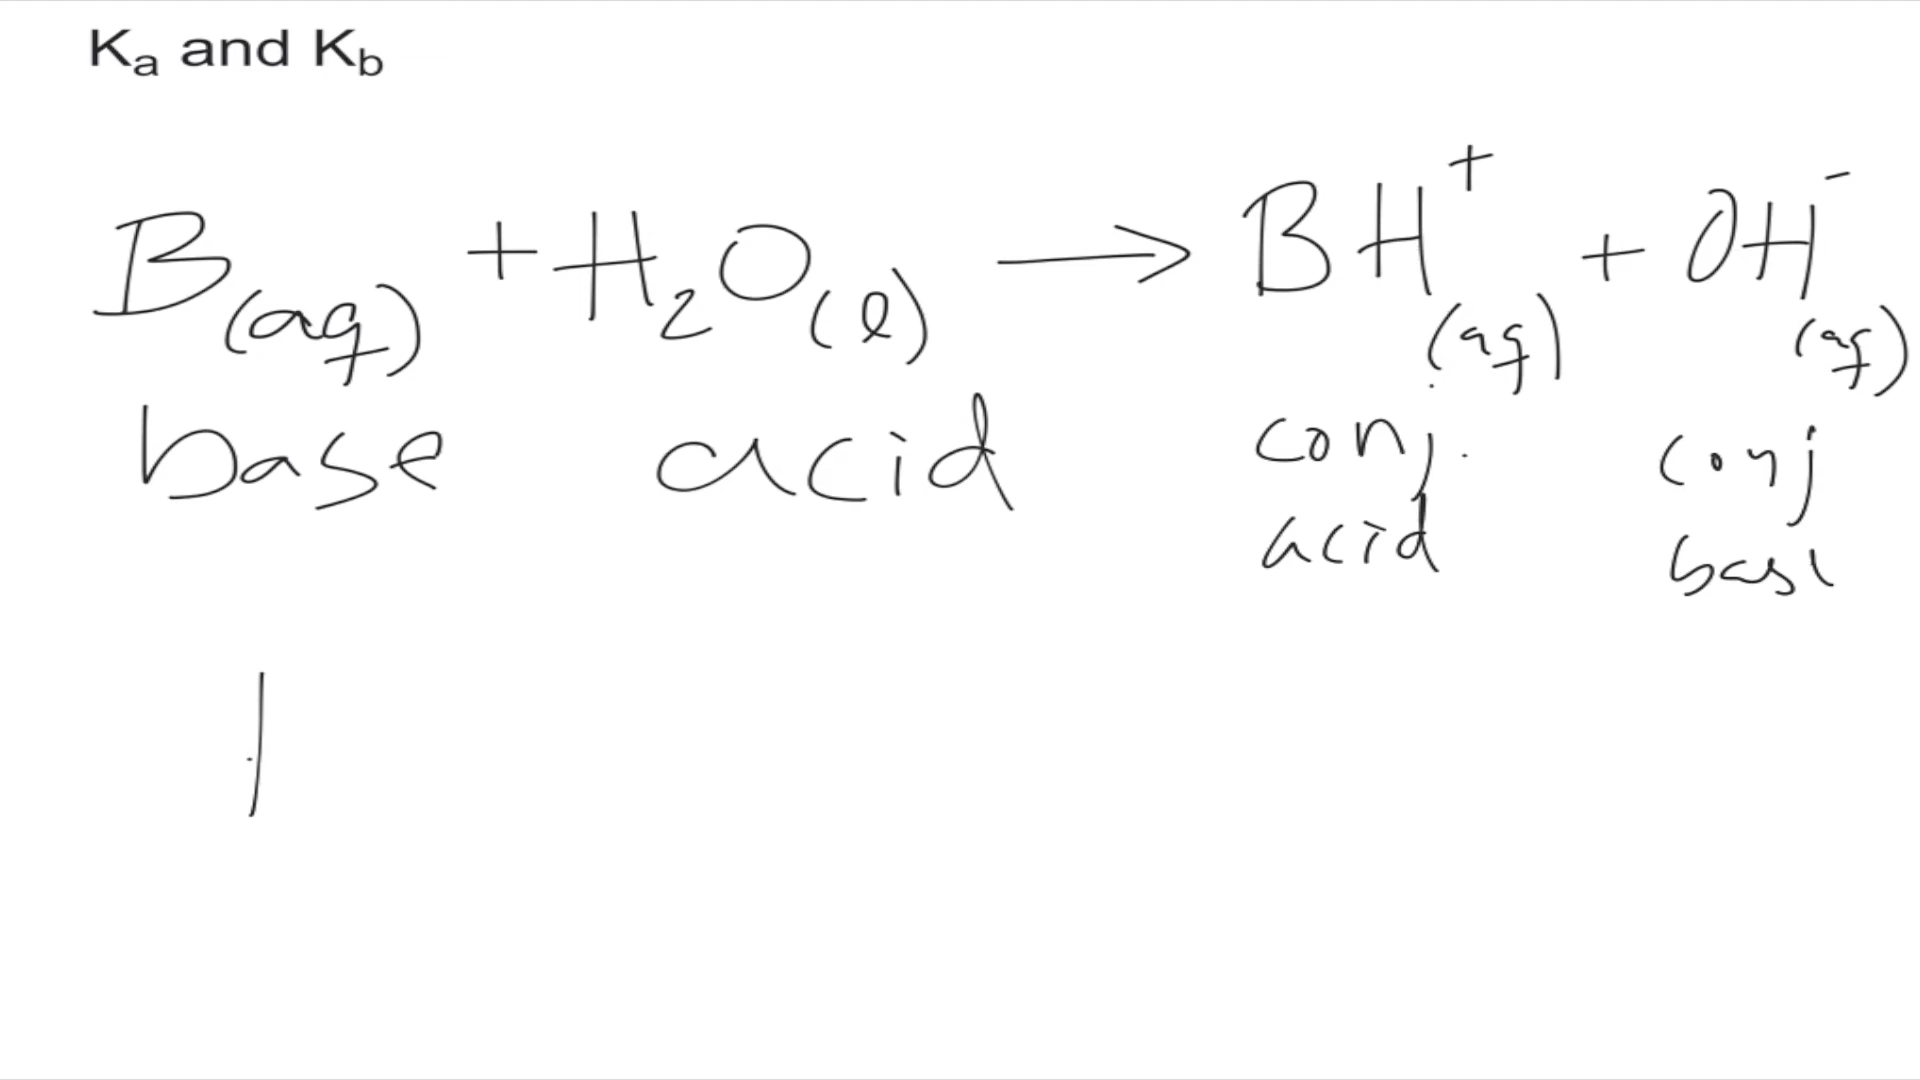 Ka and Kb
B(aq) + H2O(l) → BH+(aq) + OH-(aq)
base acid conj. acid conj base